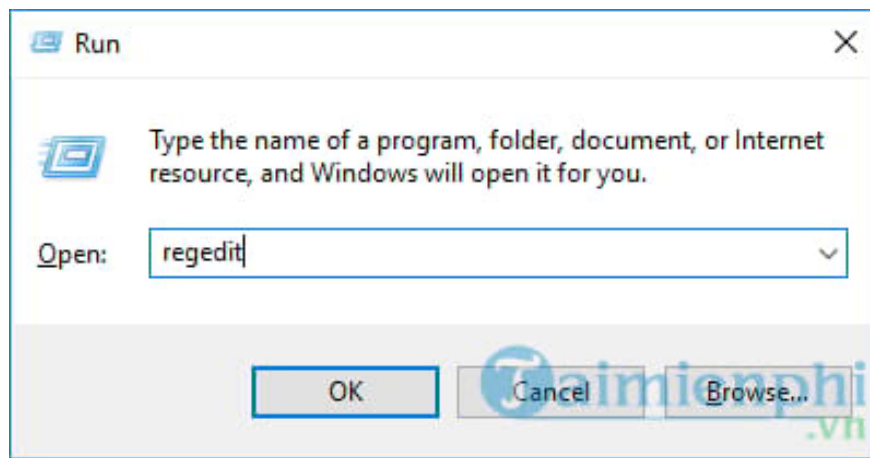 Run
Type the name of a program, folder, document, or Internet
resource, and Windows will open it for you.
Open: regedit
OK Cancel Browse...
Taimienphi
.vn